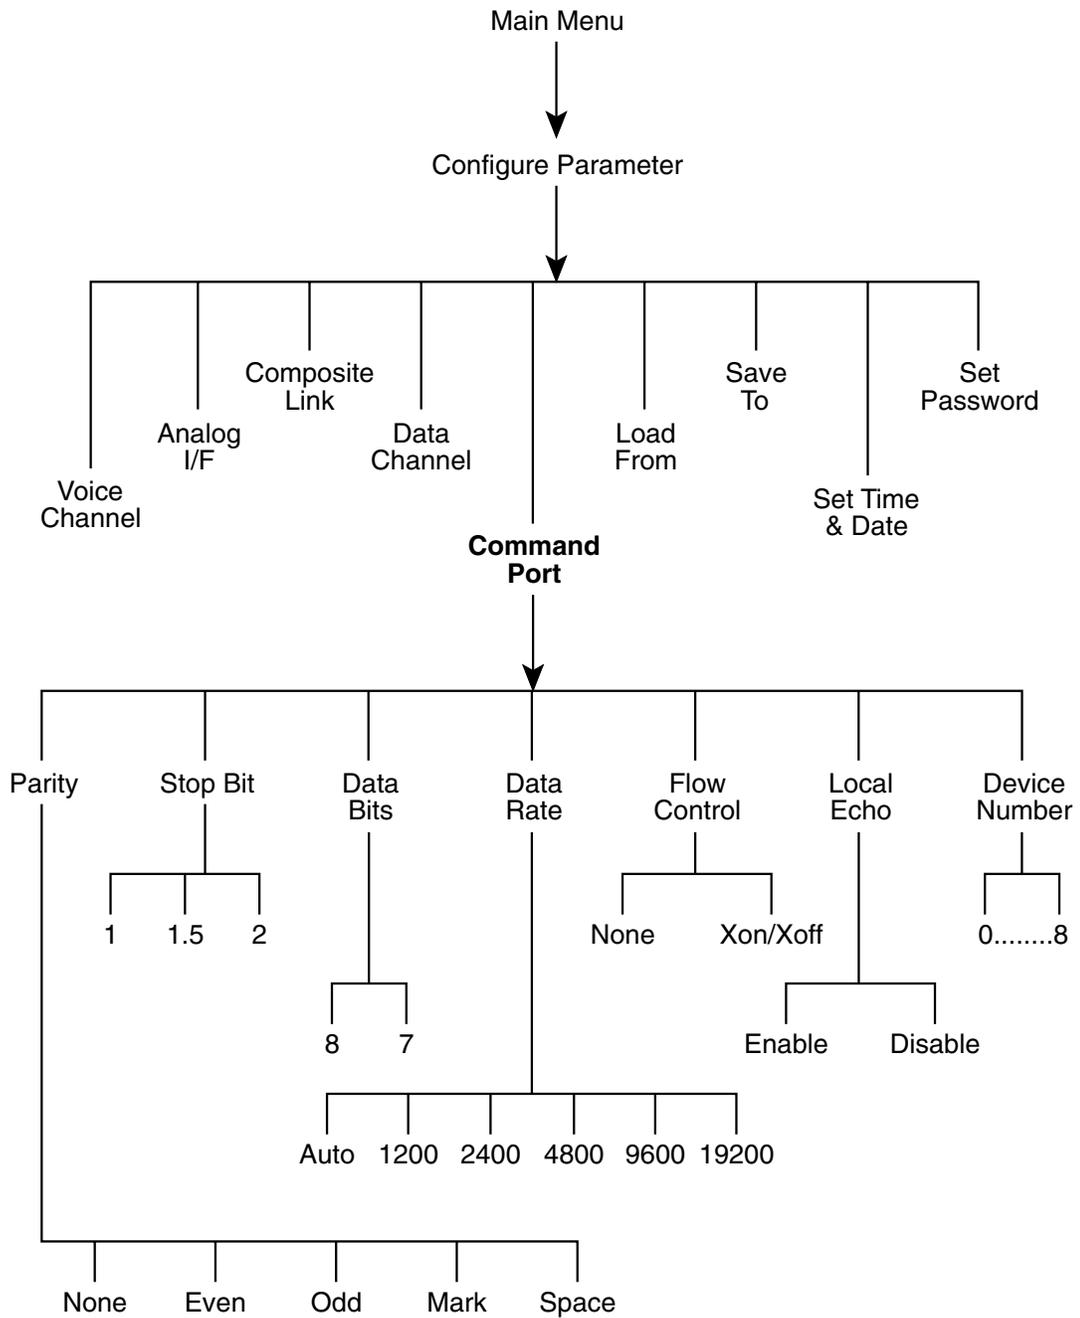 Main Menu
Configure Parameter
Composite
Link
Save
To
Set
Password
Analog
I/F
Data
Channel
Load
From
Voice
Channel
Set Time
& Date
Command
Port
Parity
Stop Bit
Data
Bits
Data
Rate
Flow
Control
Local
Echo
Device
Number
1 1.5 2
None Xon/Xoff
0........8
8 7
Enable Disable
Auto 1200 2400 4800 9600 19200
None Even Odd Mark Space